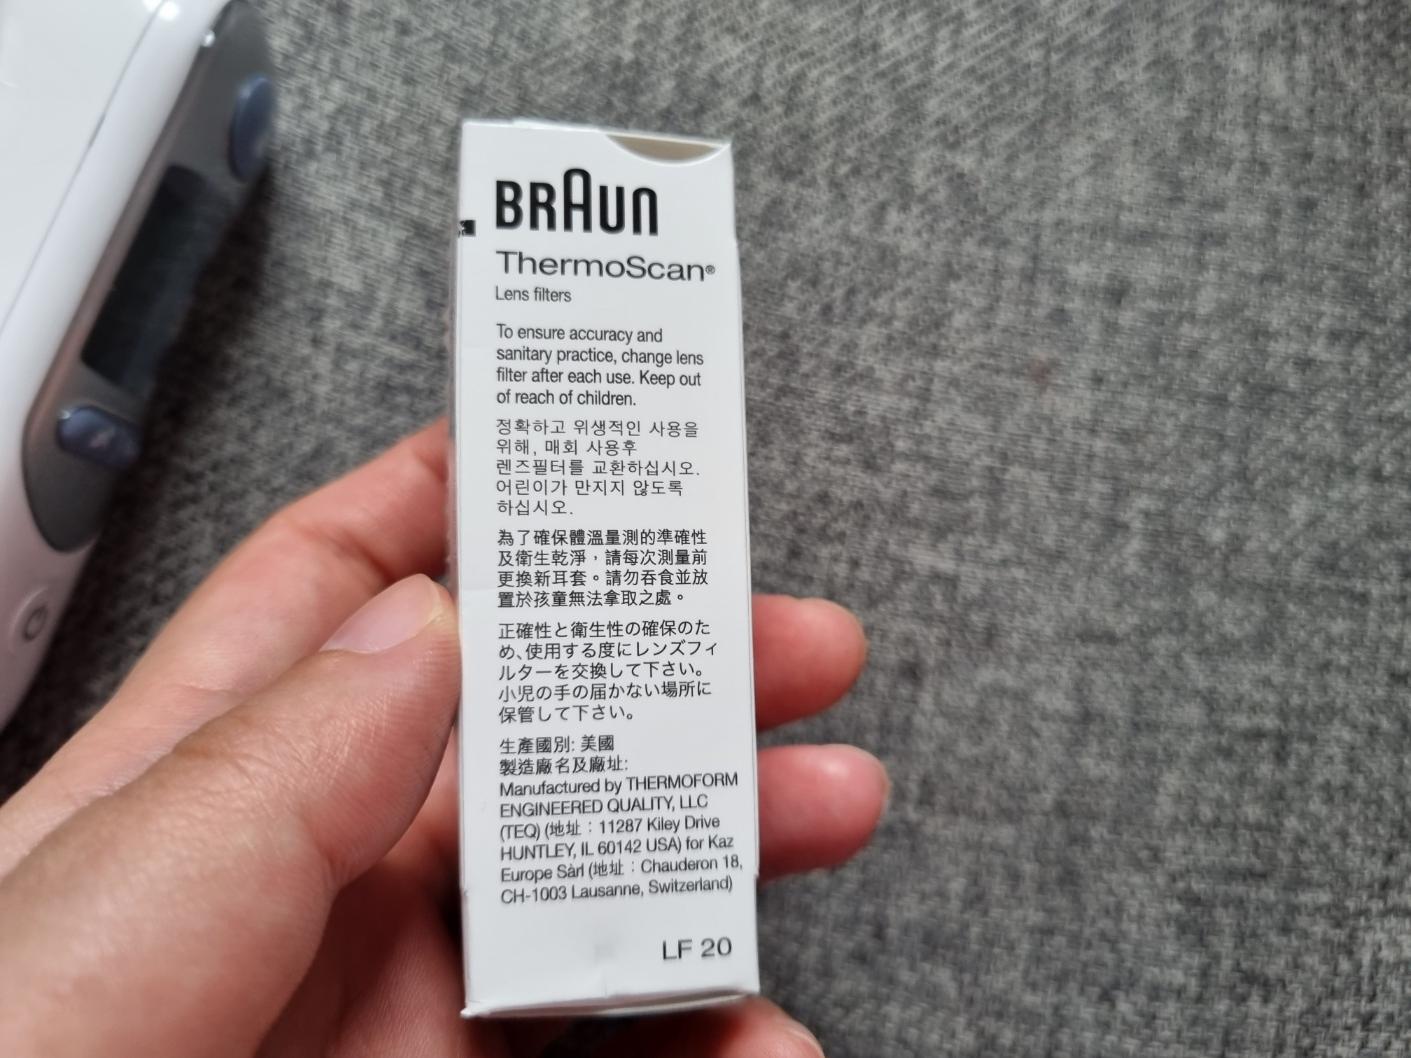 BRAUN
ThermoScan®
Lens filters
To ensure accuracy and
sanitary practice, change lens
filter after each use. Keep out
of reach of children.
정확하고 위생적인 사용을
위해, 매회 사용후
렌즈필터를 교환하십시오.
어린이가 만지지 않도록
하십시오.
為了確保體溫量測的準確性
及衛生乾淨，請每次測量前
更換新耳套。請勿吞食並放
置於孩童無法拿取之處。
正確性と衛生性の確保のた
め、使用する度にレンズフィ
ルターを交換して下さい。
小児の手の届かない場所に
保管して下さい。
生產國別: 美國
製造廠名及廠址:
Manufactured by THERMOFORM
ENGINEERED QUALITY, LLC
(TEQ) (地址：11287 Kiley Drive
HUNTLEY, IL 60142 USA) for Kaz
Europe Sàrl (地址：Chauderon 18,
CH-1003 Lausanne, Switzerland)
LF 20